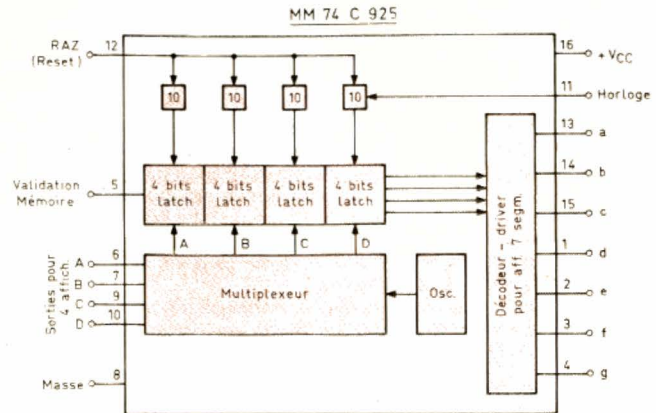 MM 74 C 925
RAZ
(Reset)
12
16
+ VCC
10
10
10
10
11
Horloge
13
a
Validation
Mémoire
5
4 bits
latch
4 bits
latch
4 bits
latch
4 bits
latch
14
b
15
c
A
B
C
D
Sorties pour
4 affich.
A
6
B
7
C
9
D
10
Multiplexeur
Osc.
Décodeur - driver
pour aff. 7 segm.
1
d
2
e
3
f
4
g
Masse
8